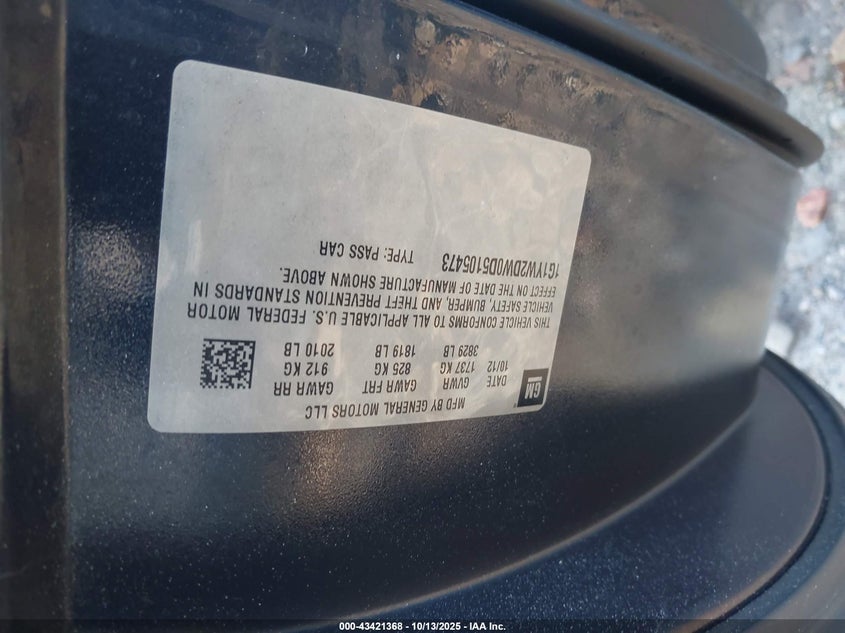 MFD BY GENERAL MOTORS LLC
GM
DATE GVWR GAWR FRT GAWR RR
10/12 1737 KG 825 KG 912 KG
3829 LB 1819 LB 2010 LB
THIS VEHICLE CONFORMS TO ALL APPLICABLE U.S. FEDERAL MOTOR
VEHICLE SAFETY, BUMPER, AND THEFT PREVENTION STANDARDS IN
EFFECT ON THE DATE OF MANUFACTURE SHOWN ABOVE.
1G1YW2DW0D5105473 TYPE: PASS CAR
000-43421368 - 10/13/2025 - IAA Inc.